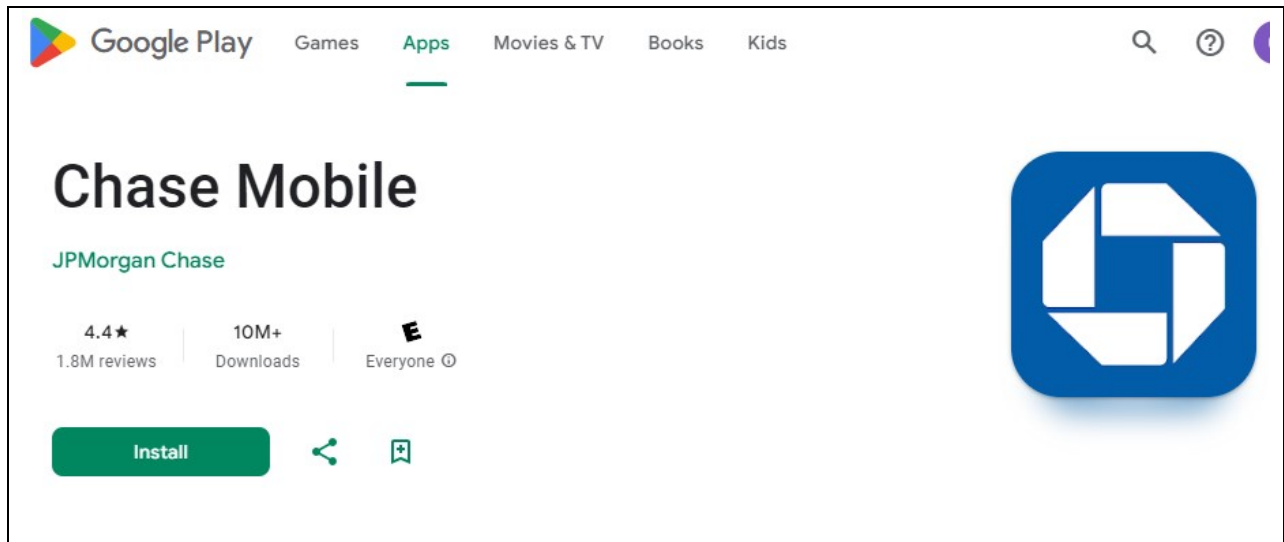 Google Play Games Apps Movies & TV Books Kids
Chase Mobile
JPMorgan Chase
4.4★ 10M+ E
1.8M reviews Downloads Everyone
Install